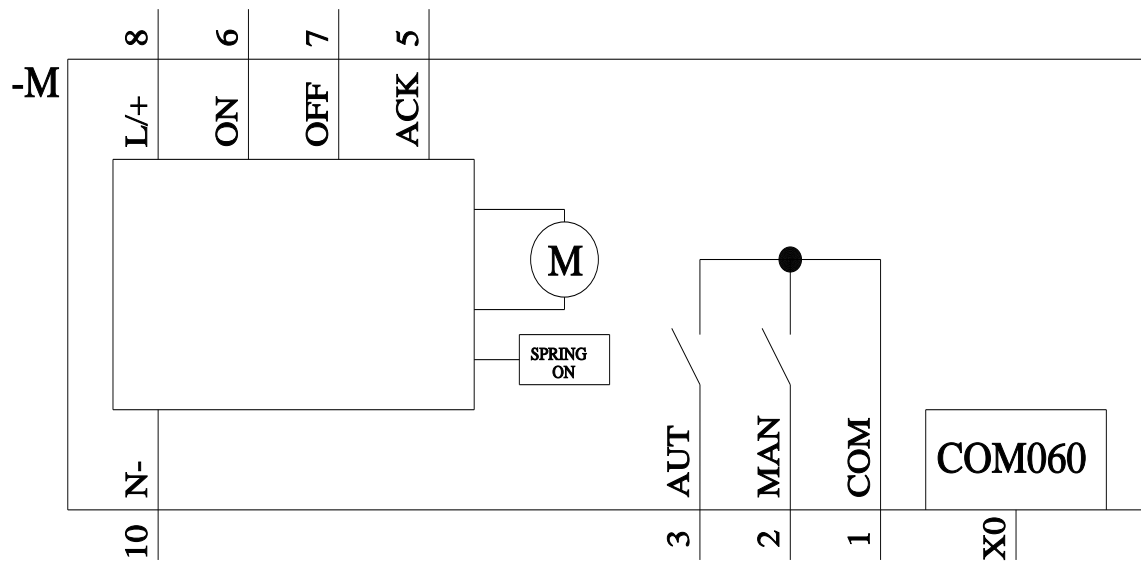 8
6
7
5
-M
L/+
ON
OFF
ACK
M
SPRING
ON
N-
AUT
MAN
COM
COM060
10
3
2
1
X0